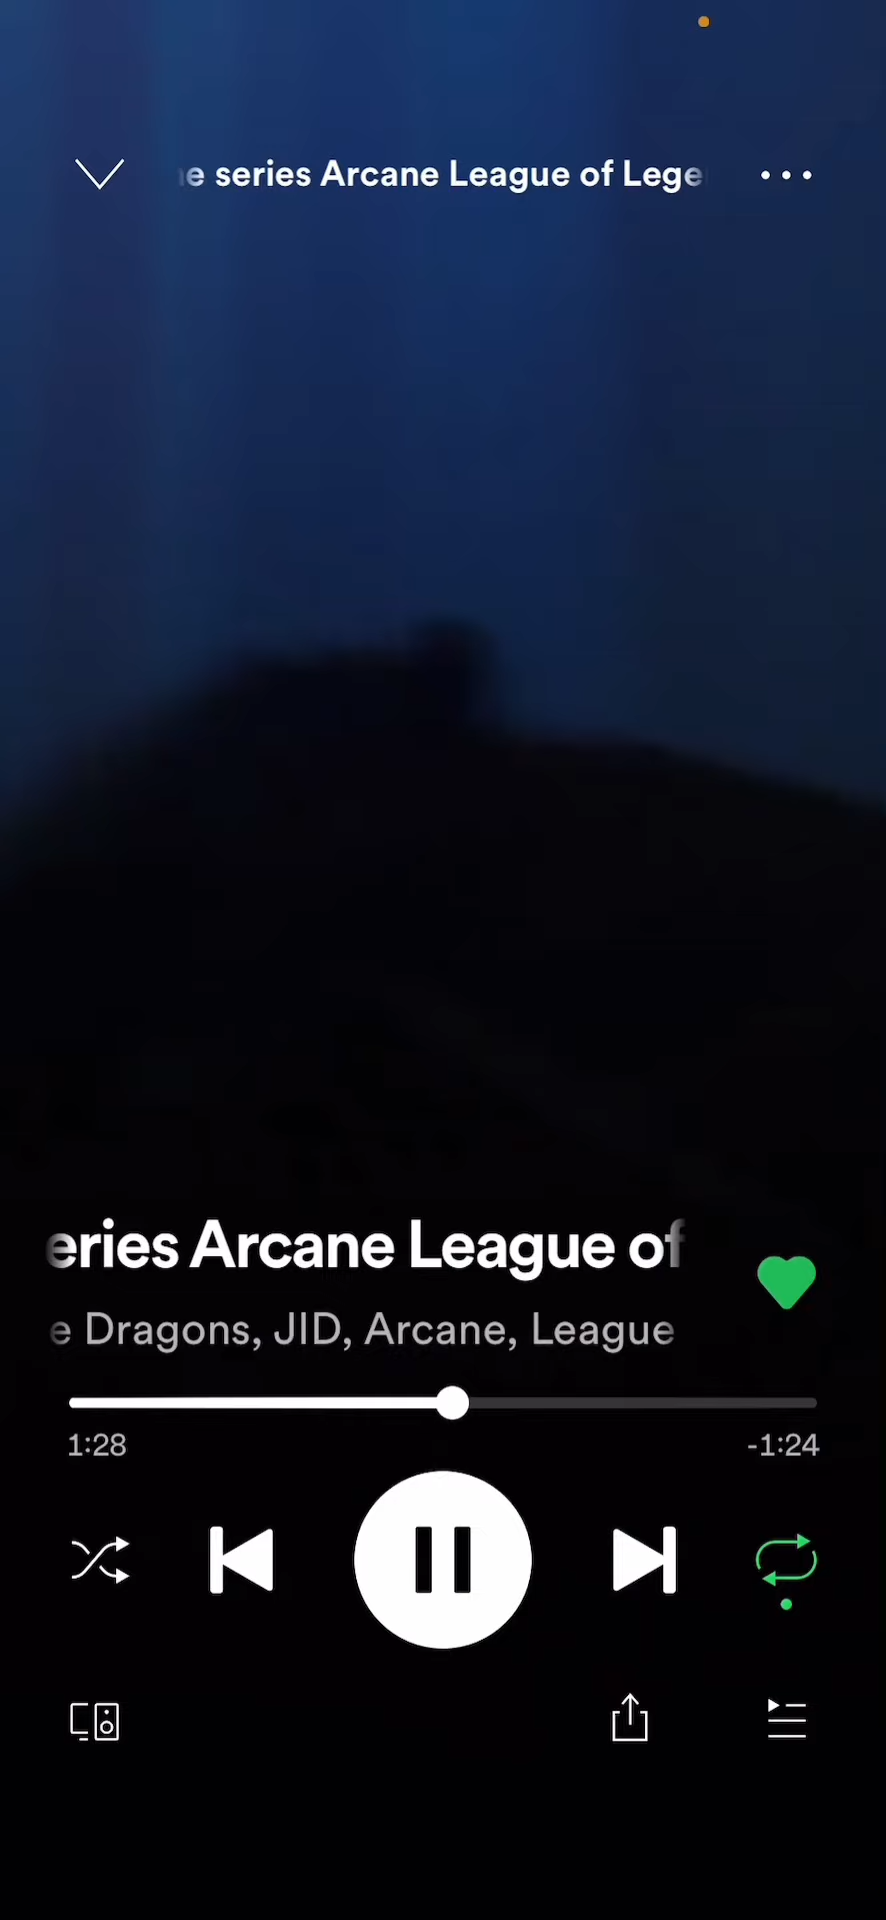 e series Arcane League of Lege
eries Arcane League of
e Dragons, JID, Arcane, League
1:28
-1:24